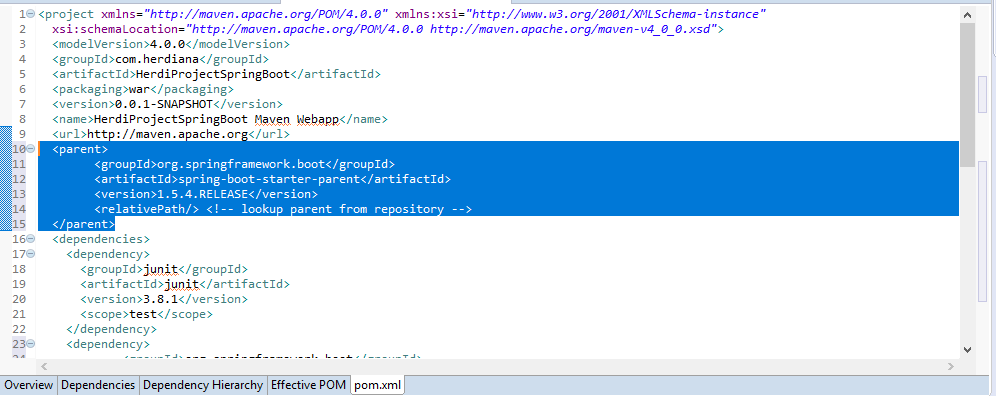 1 <project xmlns="http://maven.apache.org/POM/4.0.0" xmlns:xsi="http://www.w3.org/2001/XMLSchema-instance"
2 xsi:schemaLocation="http://maven.apache.org/POM/4.0.0 http://maven.apache.org/maven-v4_0_0.xsd">
3 <modelVersion>4.0.0</modelVersion>
4 <groupId>com.herdiana</groupId>
5 <artifactId>HerdiProjectSpringBoot</artifactId>
6 <packaging>war</packaging>
7 <version>0.0.1-SNAPSHOT</version>
8 <name>HerdiProjectSpringBoot Maven Webapp</name>
9 <url>http://maven.apache.org</url>
10 <parent>
11 <groupId>org.springframework.boot</groupId>
12 <artifactId>spring-boot-starter-parent</artifactId>
13 <version>1.5.4.RELEASE</version>
14 <relativePath/> <!-- lookup parent from repository -->
15 </parent>
16 <dependencies>
17 <dependency>
18 <groupId>junit</groupId>
19 <artifactId>junit</artifactId>
20 <version>3.8.1</version>
21 <scope>test</scope>
22 </dependency>
23 <dependency>
24 <groupId>org.springframework.boot</groupId>
Overview Dependencies Dependency Hierarchy Effective POM pom.xml